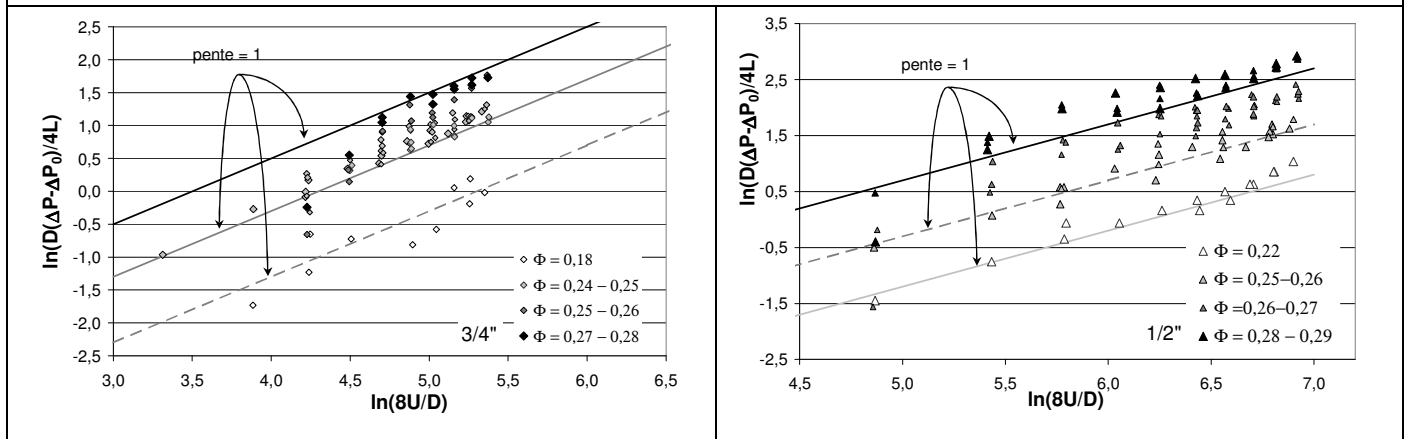 2,5
2,0
1,5
1,0
0,5
0,0
-0,5
-1,0
-1,5
-2,0
-2,5
3,0 3,5 4,0 4,5 5,0 5,5 6,0 6,5
ln(8U/D)
ln(D(ΔP-ΔP₀)/4L)
pente = 1
Φ = 0,18
Φ = 0,24 – 0,25
Φ = 0,25 – 0,26
Φ = 0,27 – 0,28
3/4"
3,5
2,5
1,5
0,5
-0,5
-1,5
-2,5
4,5 5,0 5,5 6,0 6,5 7,0
ln(8U/D)
ln(D(ΔP-ΔP₀)/4L)
pente = 1
Φ = 0,22
Φ = 0,25–0,26
Φ =0,26–0,27
Φ = 0,28 – 0,29
1/2"